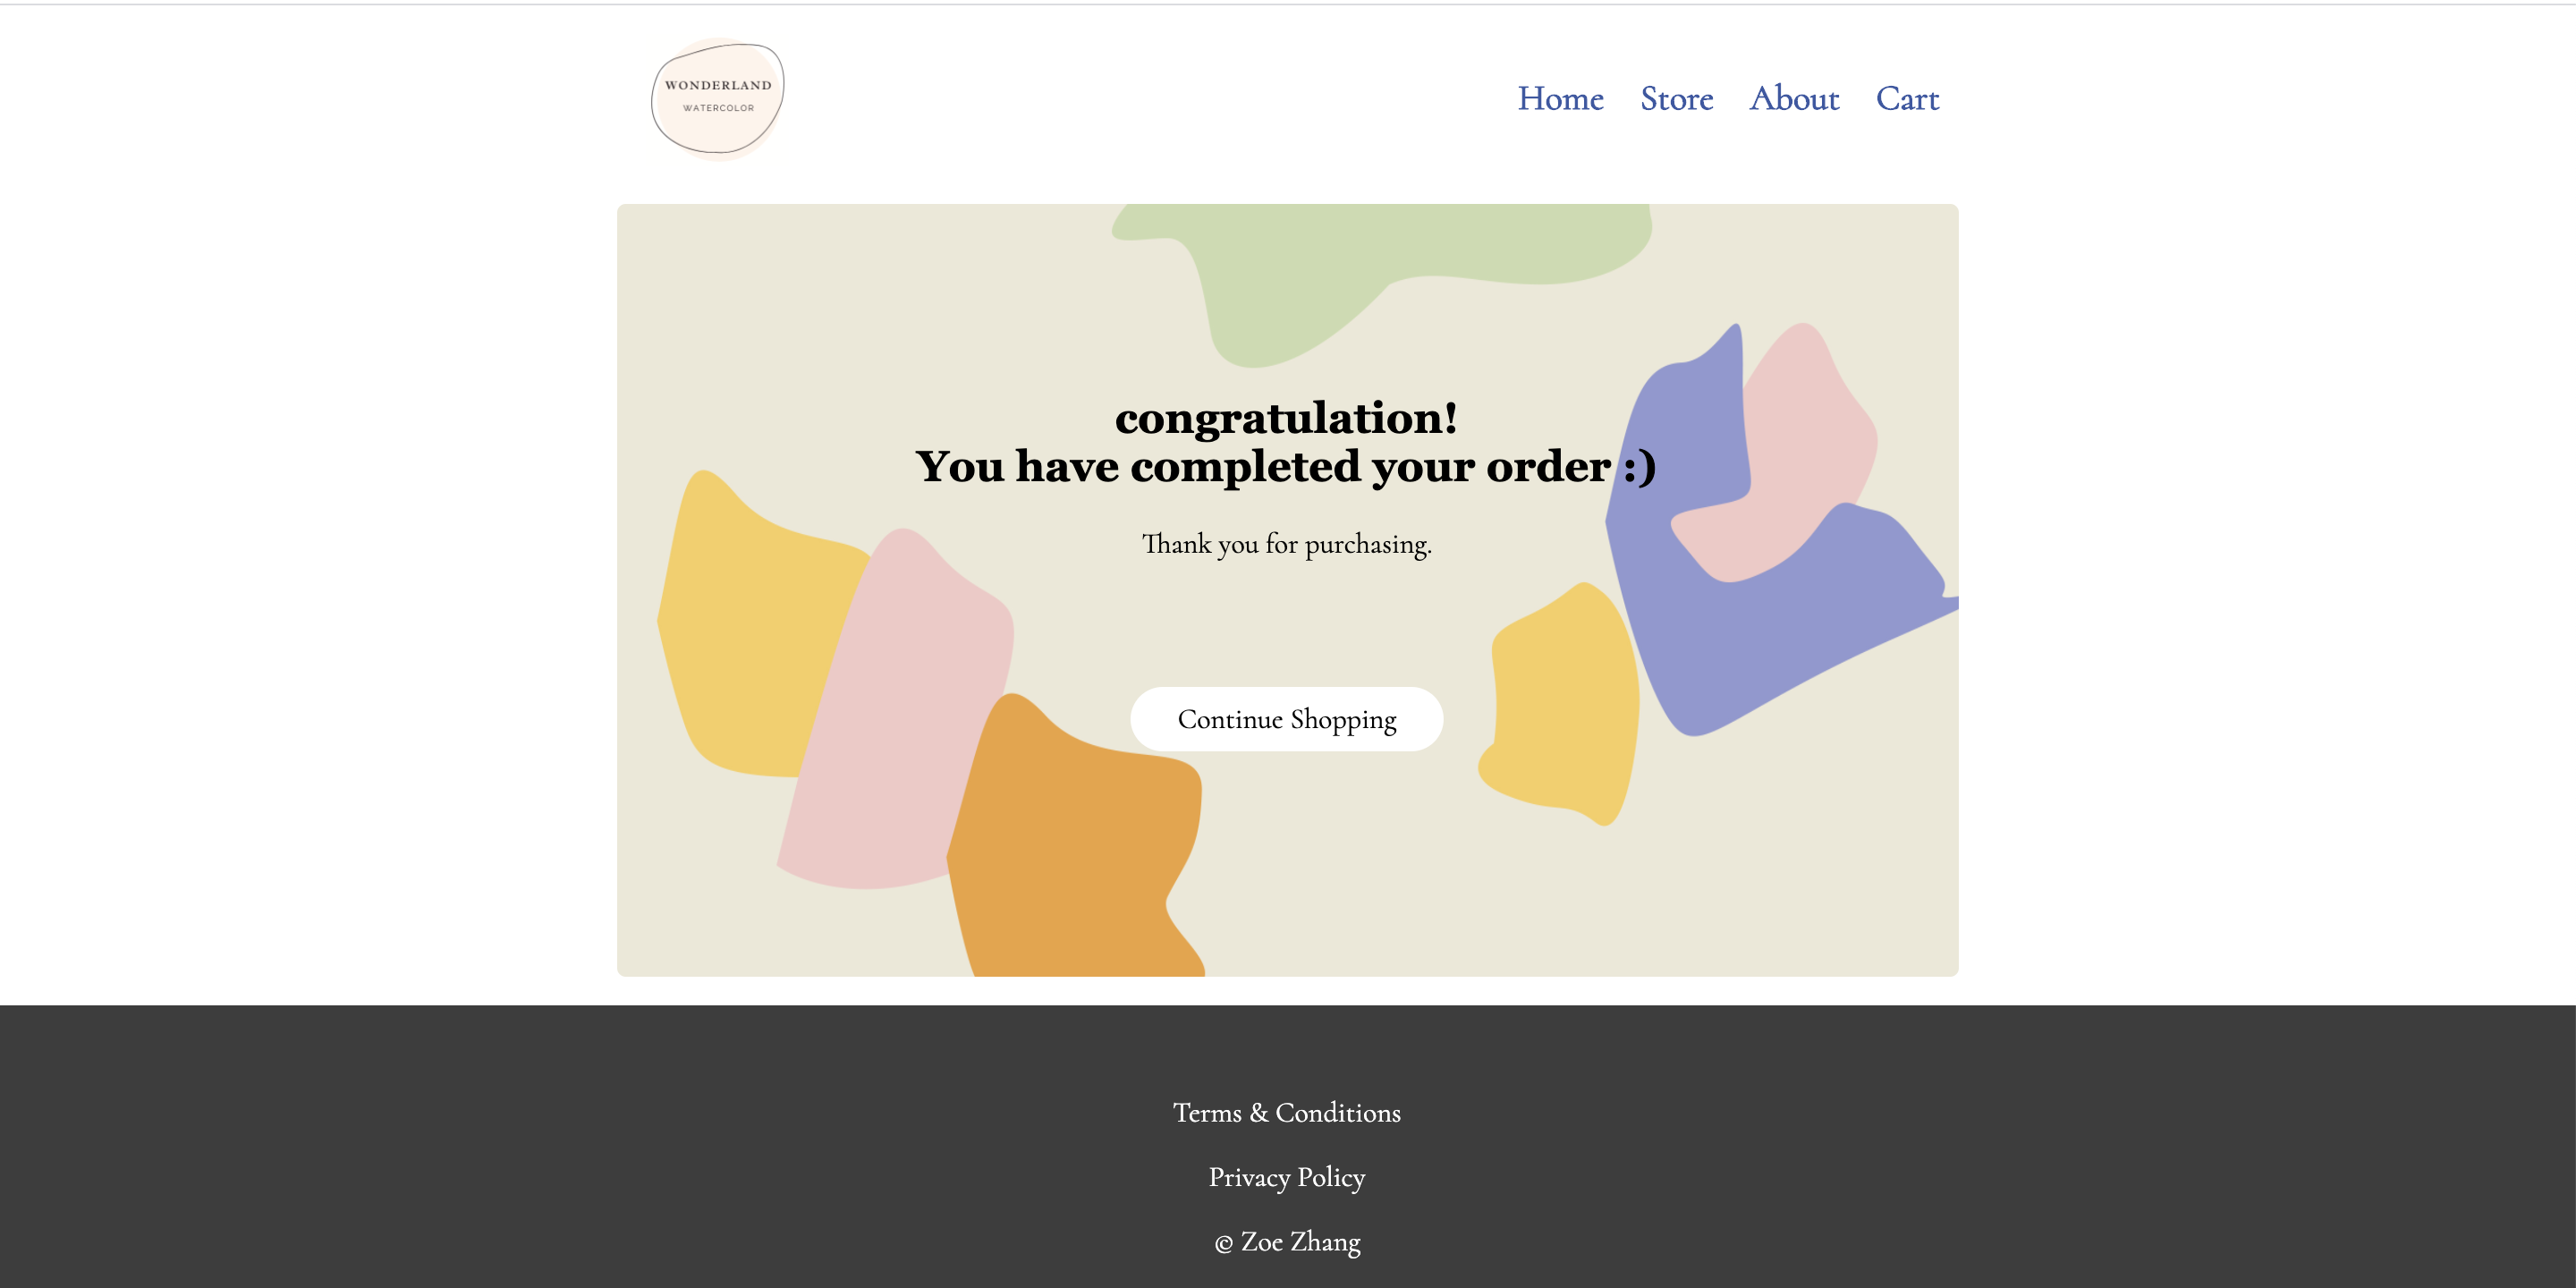 WONDERLAND
WATERCOLOR
Home Store About Cart
congratulation!
You have completed your order :)
Thank you for purchasing.
Continue Shopping
Terms & Conditions
Privacy Policy
© Zoe Zhang